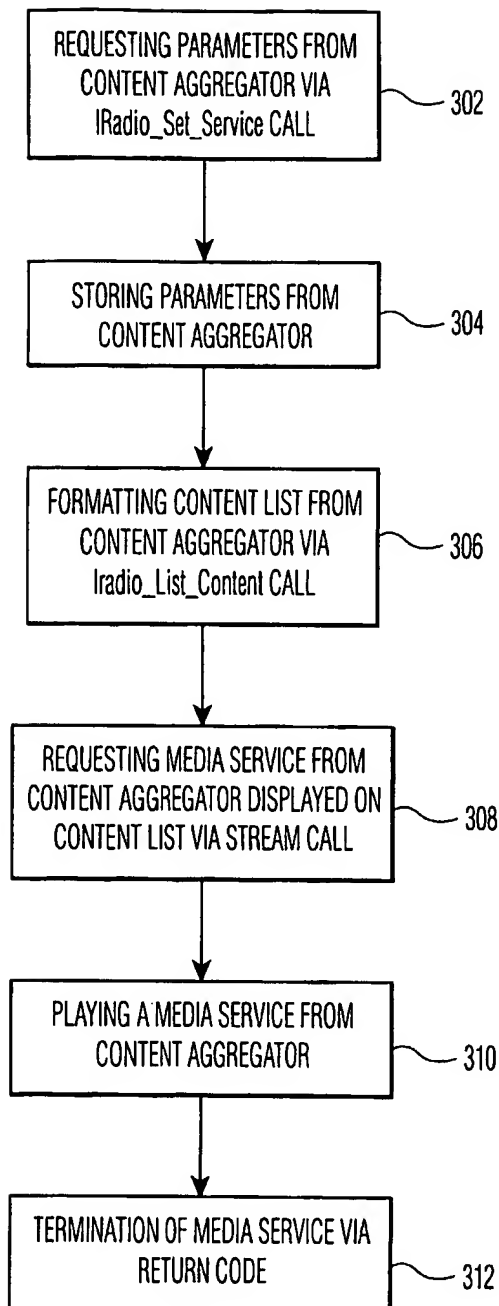 REQUESTING PARAMETERS FROM
CONTENT AGGREGATOR VIA
IRadio_Set_Service CALL
302
STORING PARAMETERS FROM
CONTENT AGGREGATOR
304
FORMATTING CONTENT LIST FROM
CONTENT AGGREGATOR VIA
Iradio_List_Content CALL
306
REQUESTING MEDIA SERVICE FROM
CONTENT AGGREGATOR DISPLAYED ON
CONTENT LIST VIA STREAM CALL
308
PLAYING A MEDIA SERVICE FROM
CONTENT AGGREGATOR
310
TERMINATION OF MEDIA SERVICE VIA
RETURN CODE
312